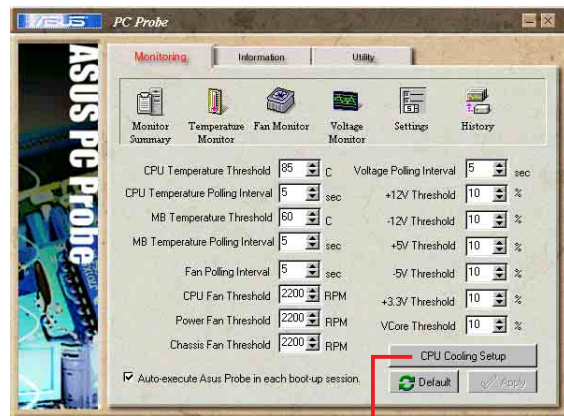 ASUS
PC Probe
ASUS PC Probe
Monitoring
Information
Utility
Monitor Summary
Temperature Monitor
Fan Monitor
Voltage Monitor
Settings
History
CPU Temperature Threshold 85 C
CPU Temperature Polling Interval 5 sec
MB Temperature Threshold 60 C
MB Temperature Polling Interval 5 sec
Fan Polling Interval 5 sec
CPU Fan Threshold 2200 RPM
Power Fan Threshold 2200 RPM
Chassis Fan Threshold 2200 RPM
Voltage Polling Interval 5 sec
+12V Threshold 10 %
-12V Threshold 10 %
+5V Threshold 10 %
-5V Threshold 10 %
+3.3V Threshold 10 %
VCore Threshold 10 %
CPU Cooling Setup
Auto-execute Asus Probe in each boot-up session.
Default
Apply